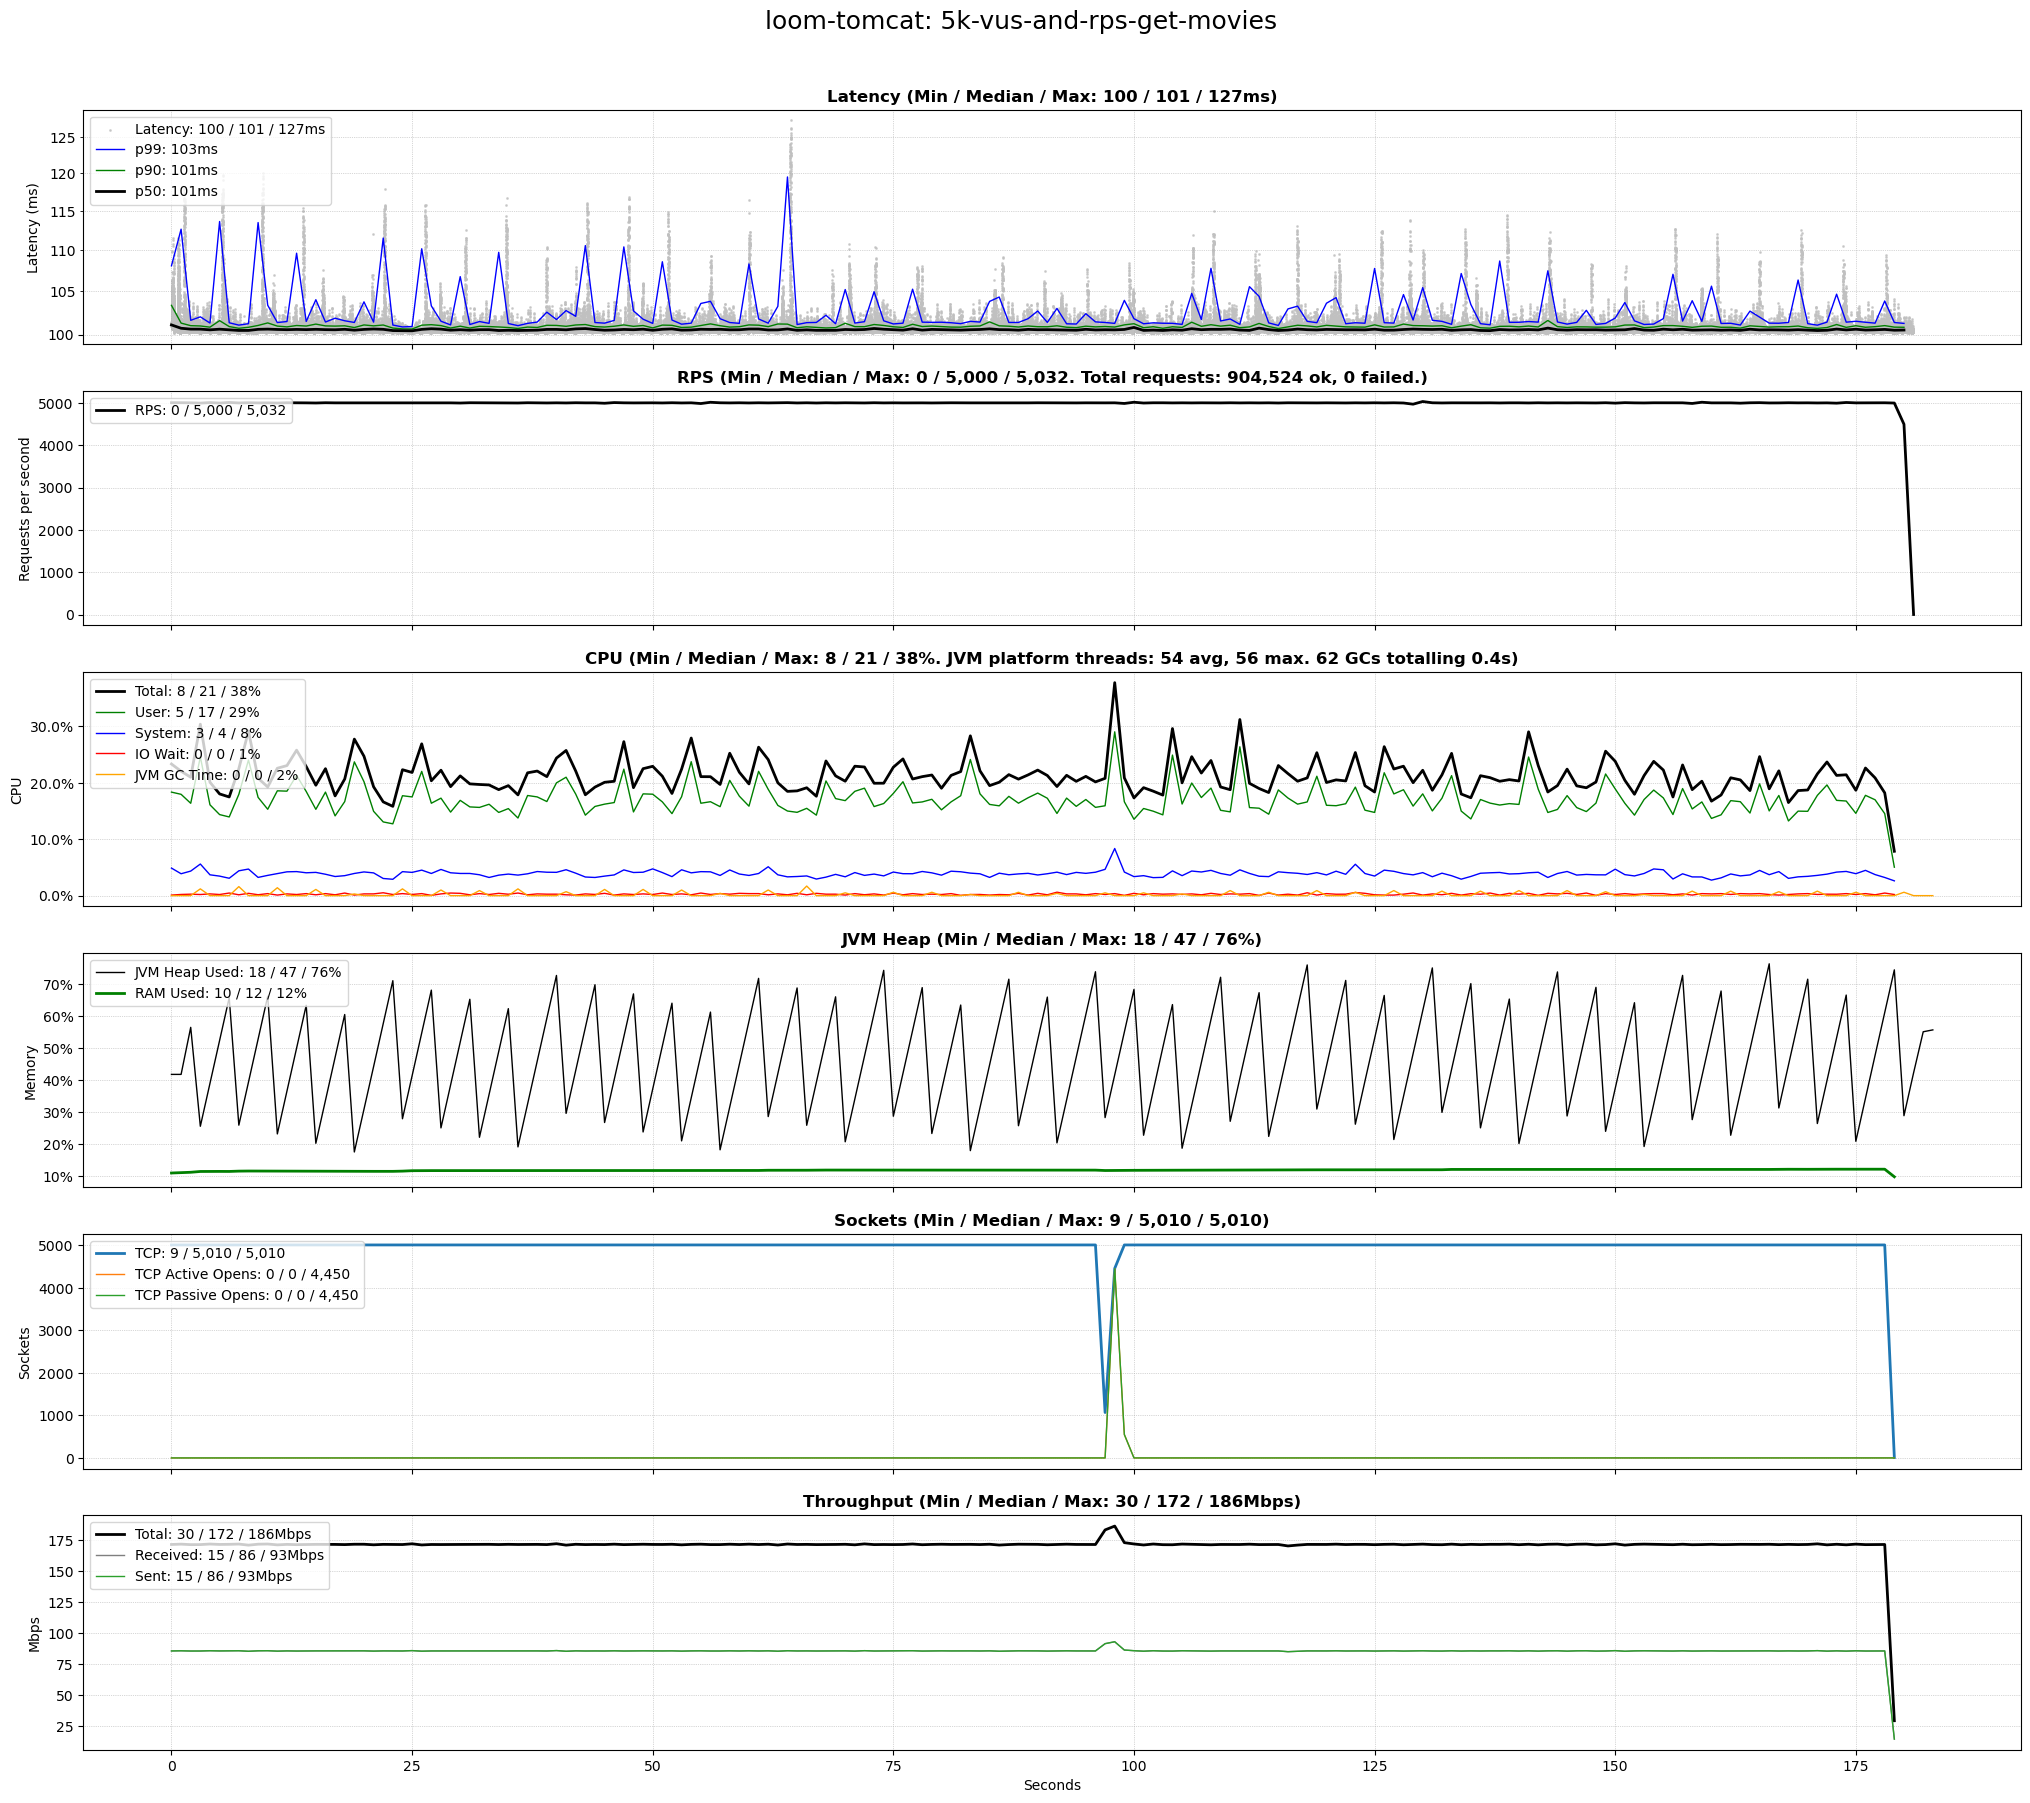 loom-tomcat: 5k-vus-and-rps-get-movies
Latency (Min / Median / Max: 100 / 101 / 127ms)
Latency: 100 / 101 / 127ms
p99: 103ms
p90: 101ms
p50: 101ms
Latency (ms)
125
120
115
110
105
100
RPS (Min / Median / Max: 0 / 5,000 / 5,032. Total requests: 904,524 ok, 0 failed.)
RPS: 0 / 5,000 / 5,032
Requests per second
5000
4000
3000
2000
1000
0
CPU (Min / Median / Max: 8 / 21 / 38%. JVM platform threads: 54 avg, 56 max. 62 GCs totalling 0.4s)
Total: 8 / 21 / 38%
User: 5 / 17 / 29%
System: 3 / 4 / 8%
IO Wait: 0 / 0 / 1%
JVM GC Time: 0 / 0 / 2%
CPU
30.0%
20.0%
10.0%
0.0%
JVM Heap (Min / Median / Max: 18 / 47 / 76%)
JVM Heap Used: 18 / 47 / 76%
RAM Used: 10 / 12 / 12%
Memory
70%
60%
50%
40%
30%
20%
10%
Sockets (Min / Median / Max: 9 / 5,010 / 5,010)
TCP: 9 / 5,010 / 5,010
TCP Active Opens: 0 / 0 / 4,450
TCP Passive Opens: 0 / 0 / 4,450
Sockets
5000
4000
3000
2000
1000
0
Throughput (Min / Median / Max: 30 / 172 / 186Mbps)
Total: 30 / 172 / 186Mbps
Received: 15 / 86 / 93Mbps
Sent: 15 / 86 / 93Mbps
Mbps
175
150
125
100
75
50
25
0 25 50 75 100 125 150 175
Seconds